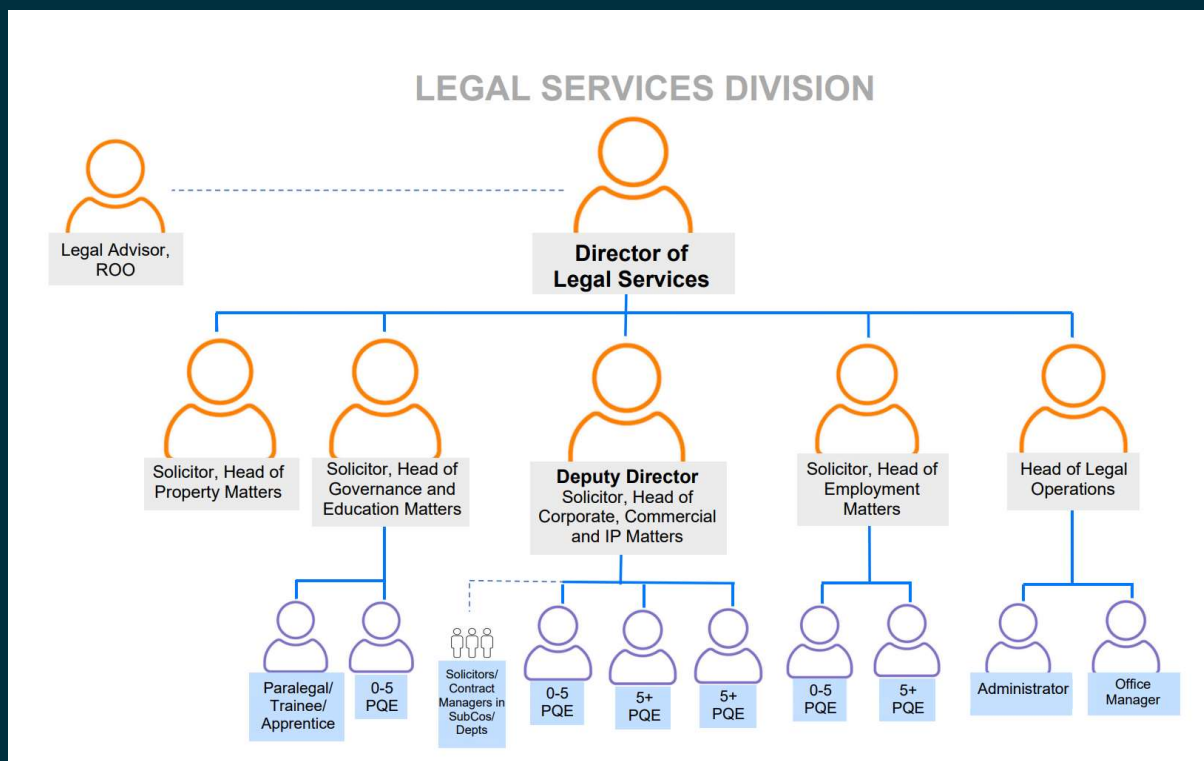 LEGAL SERVICES DIVISION
Legal Advisor,
ROO
Director of
Legal Services
Solicitor, Head of
Property Matters
Solicitor, Head of
Governance and
Education Matters
Deputy Director
Solicitor, Head of
Corporate, Commercial
and IP Matters
Solicitor, Head of
Employment
Matters
Head of Legal
Operations
Paralegal/
Trainee/
Apprentice
0-5
PQE
Solicitors/
Contract
Managers in
SubCos/
Depts
0-5
PQE
5+
PQE
5+
PQE
0-5
PQE
5+
PQE
Administrator
Office
Manager